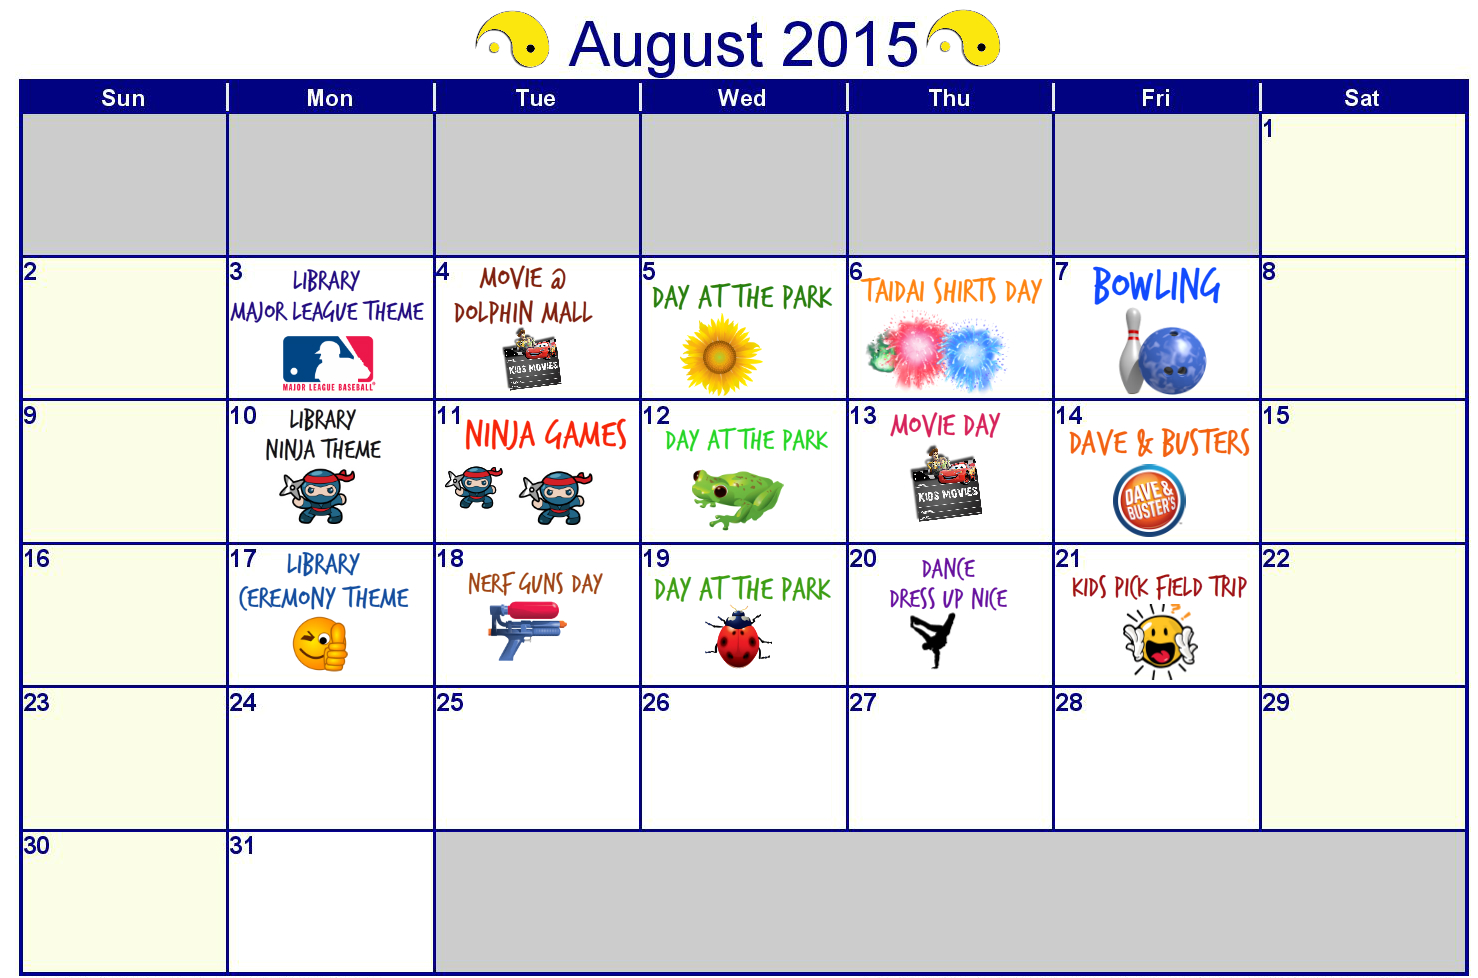 August 2015
Sun Mon Tue Wed Thu Fri Sat
1
2
3
LIBRARY
MAJOR LEAGUE THEME
MAJOR LEAGUE BASEBALL
4
MOVIE @
DOLPHIN MALL
KIDS MOVIES
5
DAY AT THE PARK
6
TAIDAI SHIRTS DAY
7
BOWLING
8
9
10
LIBRARY
NINJA THEME
11
NINJA GAMES
12
DAY AT THE PARK
13
MOVIE DAY
KIDS MOVIES
14
DAVE & BUSTERS
DAVE &
BUSTER'S
15
16
17
LIBRARY
CEREMONY THEME
18
NERF GUNS DAY
19
DAY AT THE PARK
20
DANCE
DRESS UP NICE
21
KIDS PICK FIELD TRIP
??
22
23
24
25
26
27
28
29
30
31